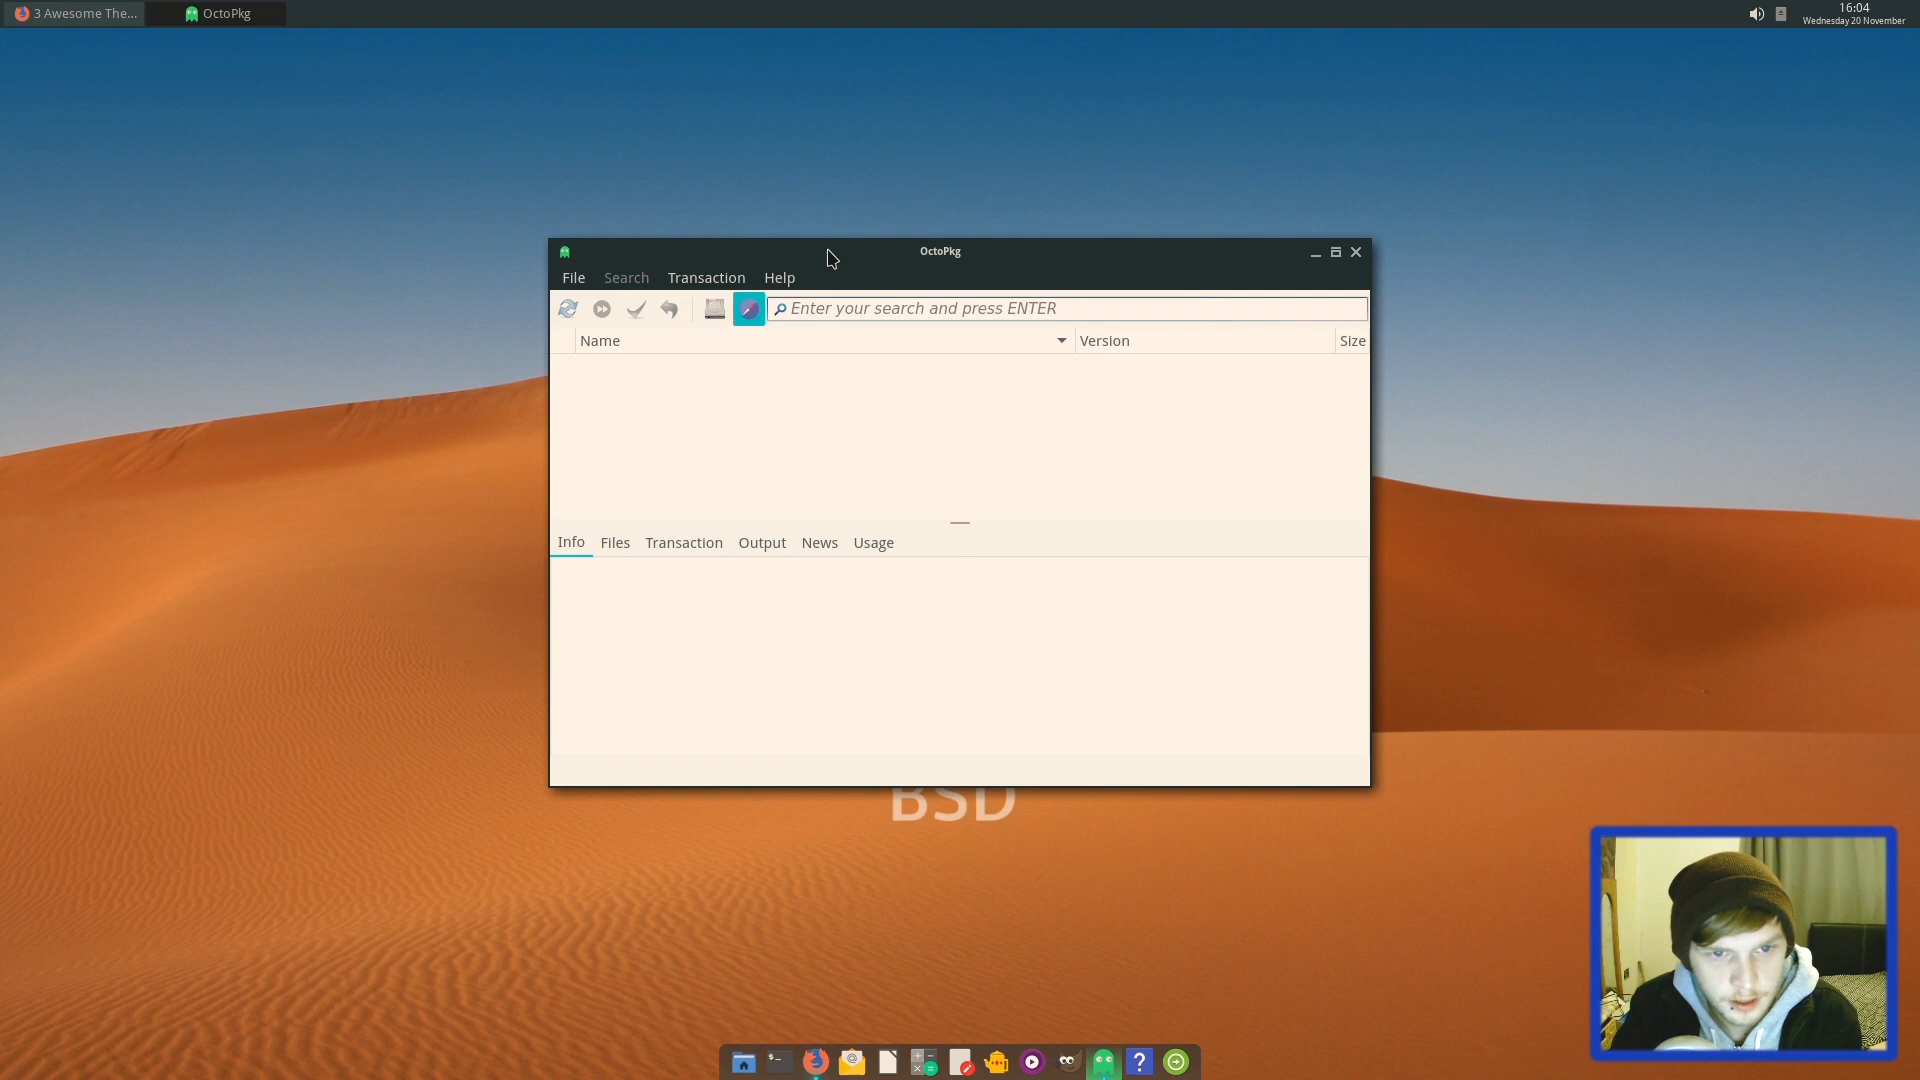 3 Awesome The...
OctoPkg
16:04
Wednesday 20 November
OctoPkg
File Search Transaction Help
Enter your search and press ENTER
Name Version Size
Info Files Transaction Output News Usage
BSD